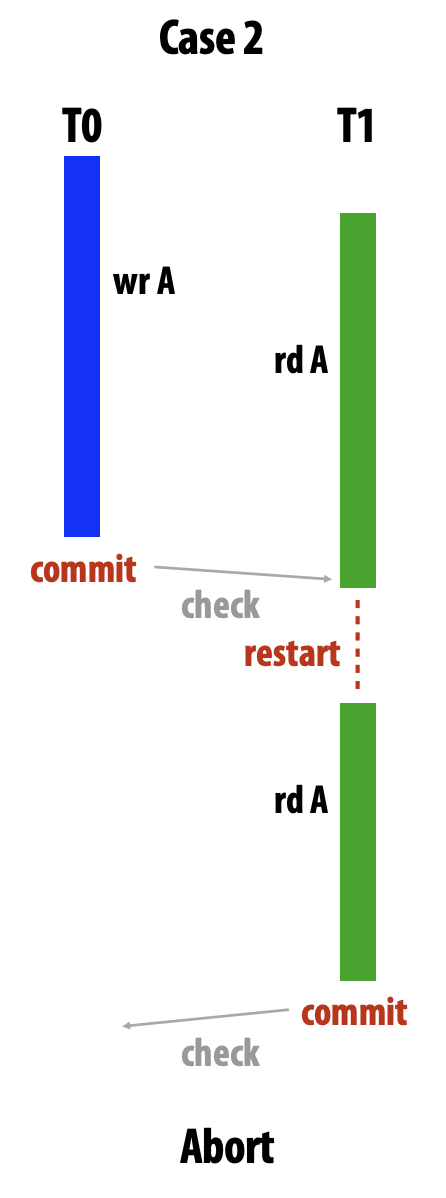 Case 2
T0 T1
wr A
rd A
commit
check
restart
rd A
commit
check
Abort